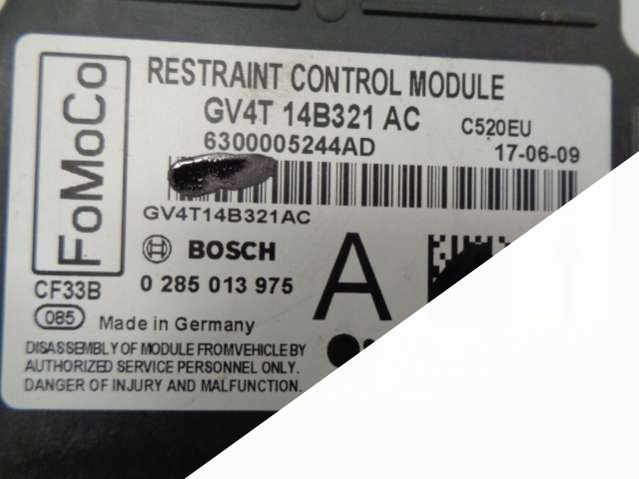 FoMoCo
RESTRAINT CONTROL MODULE
GV4T 14B321 AC C520EU
6300005244AD 17-06-09
GV4T14B321AC
BOSCH
0 285 013 975
A
CF33B
085 Made in Germany
DISASSEMBLY OF MODULE FROMVEHICLE BY
AUTHORIZED SERVICE PERSONNEL ONLY.
DANGER OF INJURY AND MALFUNCTION.